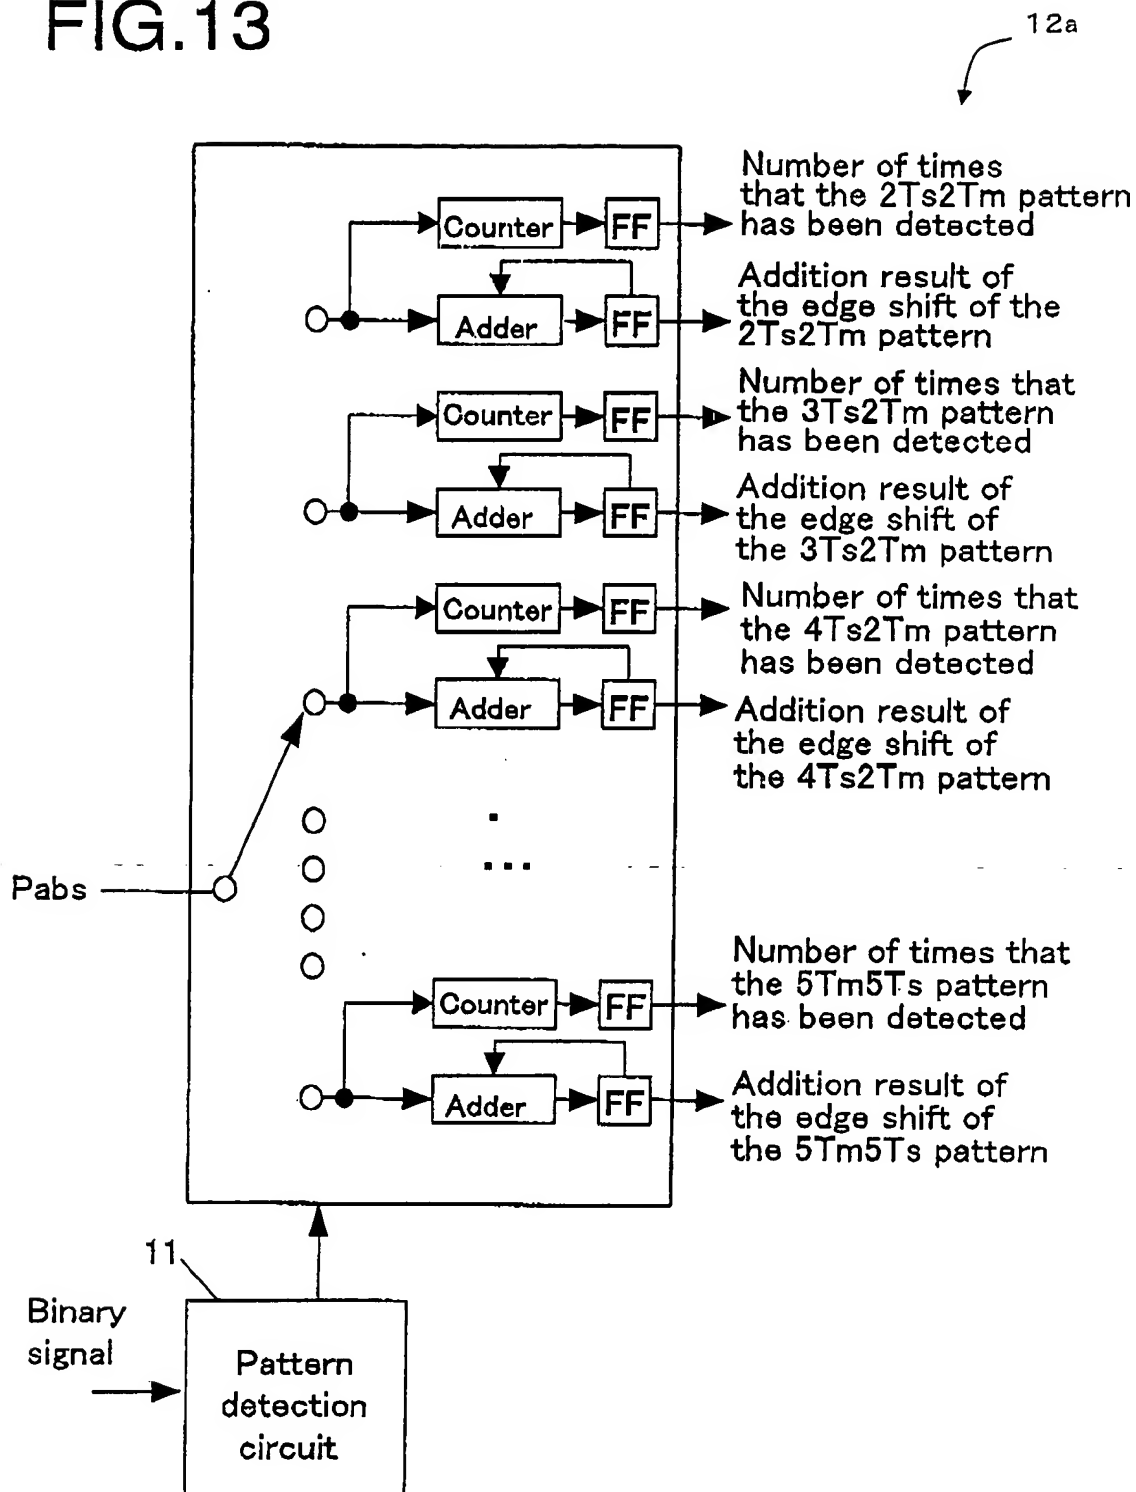 FIG.13
12a
Number of times
that the 2Ts2Tm pattern
has been detected
Counter
FF
Addition result of
the edge shift of the
2Ts2Tm pattern
Adder
FF
Number of times that
the 3Ts2Tm pattern
has been detected
Counter
FF
Addition result of
the edge shift of
the 3Ts2Tm pattern
Adder
FF
Number of times that
the 4Ts2Tm pattern
has been detected
Counter
FF
Addition result of
the edge shift of
the 4Ts2Tm pattern
Adder
FF
Pabs
Number of times that
the 5Tm5Ts pattern
has been detected
Counter
FF
Addition result of
the edge shift of
the 5Tm5Ts pattern
Adder
FF
11
Binary
signal
Pattern
detection
circuit